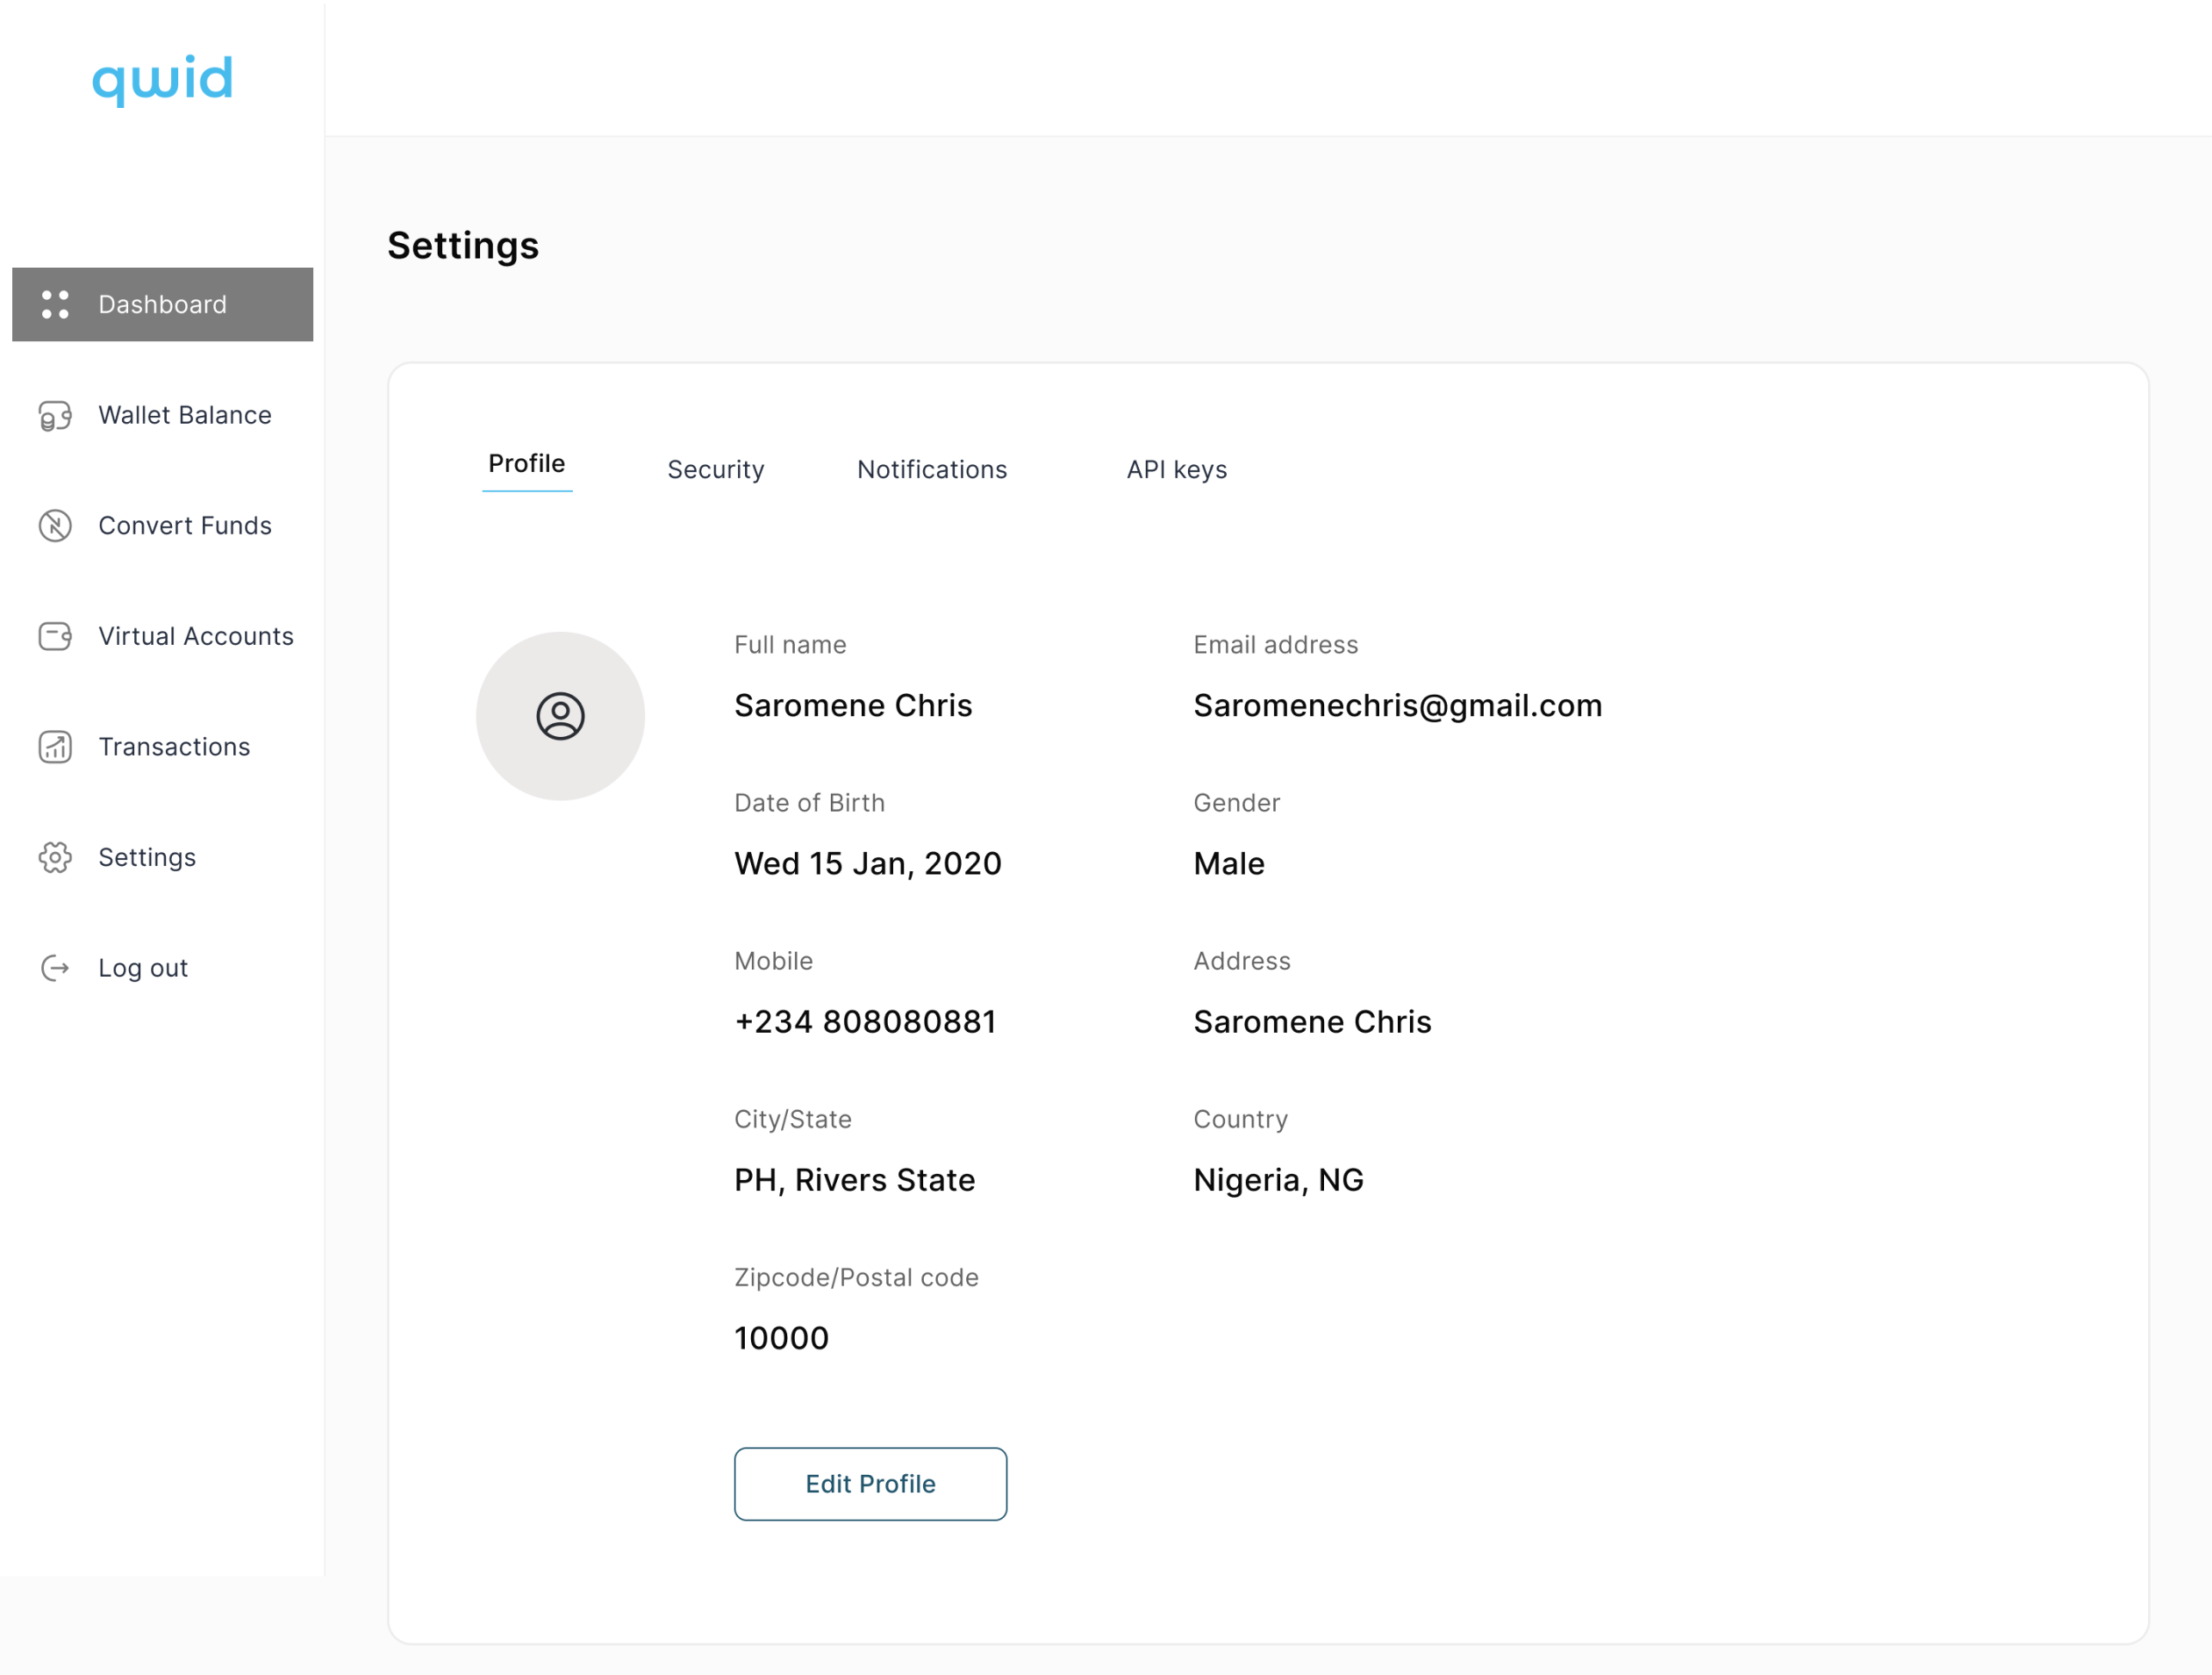 qwid
Settings
Dashboard
Wallet Balance
Convert Funds
Virtual Accounts
Transactions
Settings
Log out
Profile
Security
Notifications
API keys
Full name
Saromene Chris
Email address
Saromenechris@gmail.com
Date of Birth
Wed 15 Jan, 2020
Gender
Male
Mobile
+234 808080881
Address
Saromene Chris
City/State
PH, Rivers State
Country
Nigeria, NG
Zipcode/Postal code
10000
Edit Profile